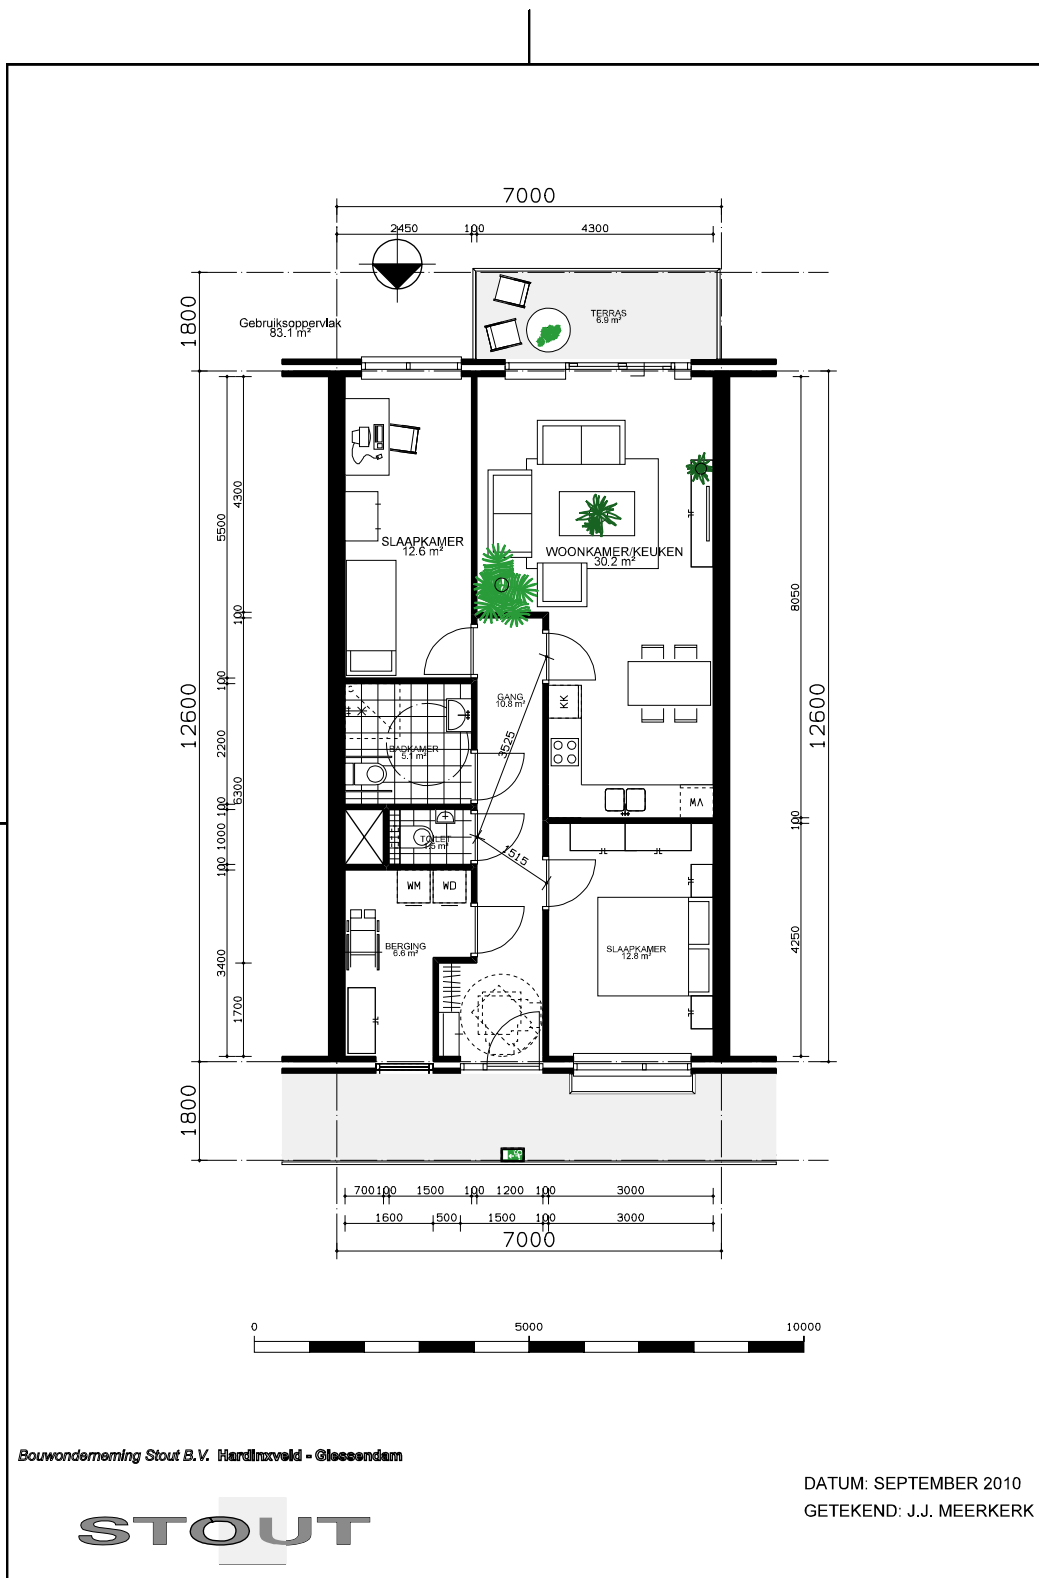 7000
2450 100 4300
1800
TERRAS
6.9 m²
Gebruiksoppervlak
83.1 m²
4300
5500
SLAAPKAMER
12.6 m²
WOONKAMER/KEUKEN
30.2 m²
8050
100
100
GANG
10.8 m²
KK
12600
12600
3525
2200
BADKAMER
5.1 m²
6300
MA
100
1000
100
TOILET
1515
100
WM WD
BERGING
6.6 m²
SLAAPKAMER
12.8 m²
4250
3400
1700
1800
700 100 1500 100 1200 100 3000
1600 500 1500 100 3000
7000
0 5000 10000
Bouwonderneming Stout B.V. Hardinxveld - Giessendam
DATUM: SEPTEMBER 2010
GETEKEND: J.J. MEERKERK
STOUT